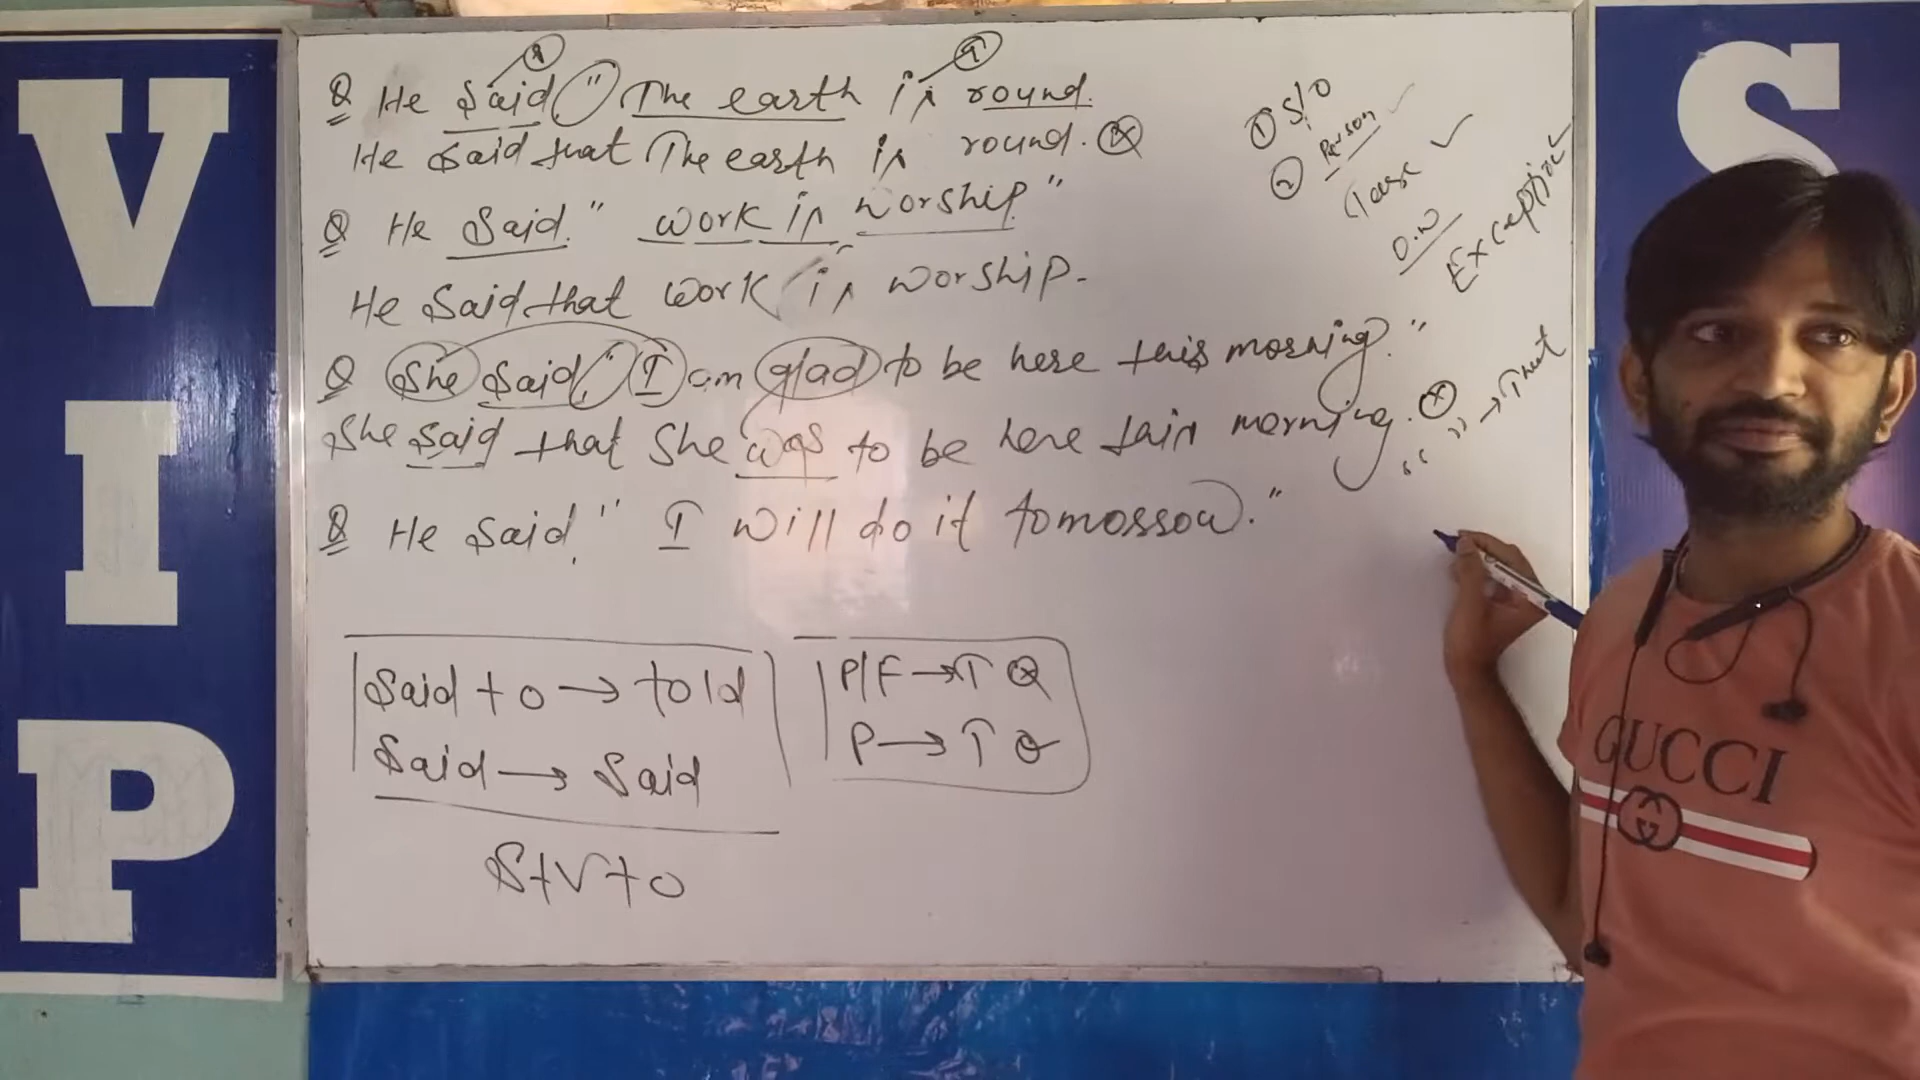 VIP
S
Q He Said, " The earth is round.
He said that The earth is round.
Q He Said. " work is worship."
He Said that work is worship.
Q She Said, " I am glad to be here this morning."
She said that She was to be here this morning.
Q He Said, " I will do it tomorrow."
① S/O
② Person
Tense
O.W
Exception
" " → That
Said + O → told
Said → Said
S+V+O
P/F → T
P → T
GUCCI